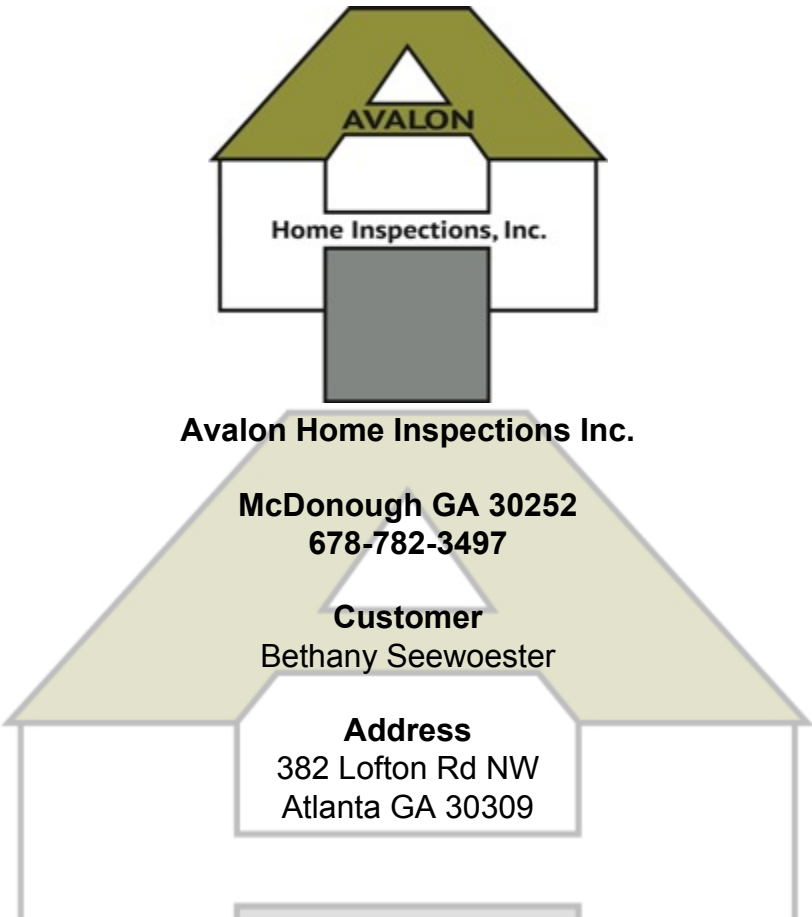 AVALON
Home Inspections, Inc.
Avalon Home Inspections Inc.
McDonough GA 30252
678-782-3497
Customer
Bethany Seewoester
Address
382 Lofton Rd NW
Atlanta GA 30309